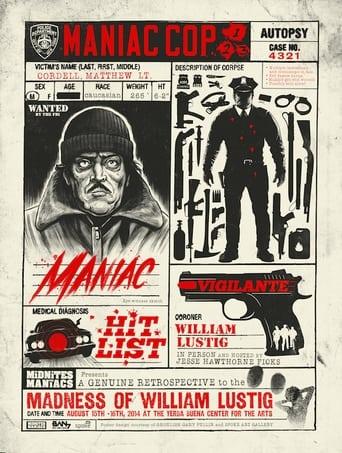 MANIAC COP
2
3
AUTOPSY
CASE NO.
4321
VICTIM'S NAME (LAST, FIRST, MIDDLE)
CORDELL, MATTHEW LT.
DESCRIPTION OF CORPSE
SEX
AGE
RACE
WEIGHT
HT
M F
caucasian
265
6-2"
WANTED
BY THE FBI
MANIAC
MEDICAL DIAGNOSIS
HIT
LIST
VIGILANTE
CORONER
WILLIAM
LUSTIG
IN PERSON AND HOSTED BY
JESSE HAWTHORNE FICKS
MIDNITES
MANIACS
Presents
A GENUINE RETROSPECTIVE to the
MADNESS OF WILLIAM LUSTIG
DATE AND TIME AUGUST 15TH -16TH, 2014 AT THE YERBA BUENA CENTER FOR THE ARTS